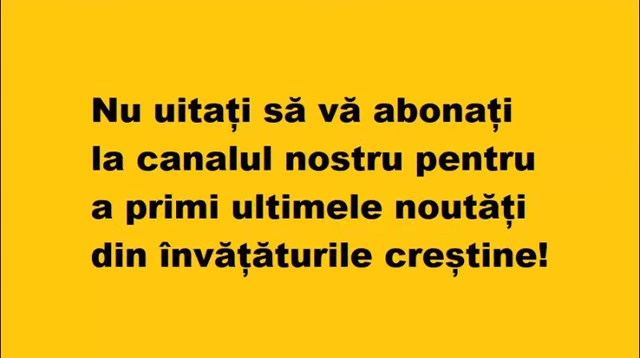 Nu uitați să vă abonați
la canalul nostru pentru
a primi ultimele noutăți
din învățăturile creștine!